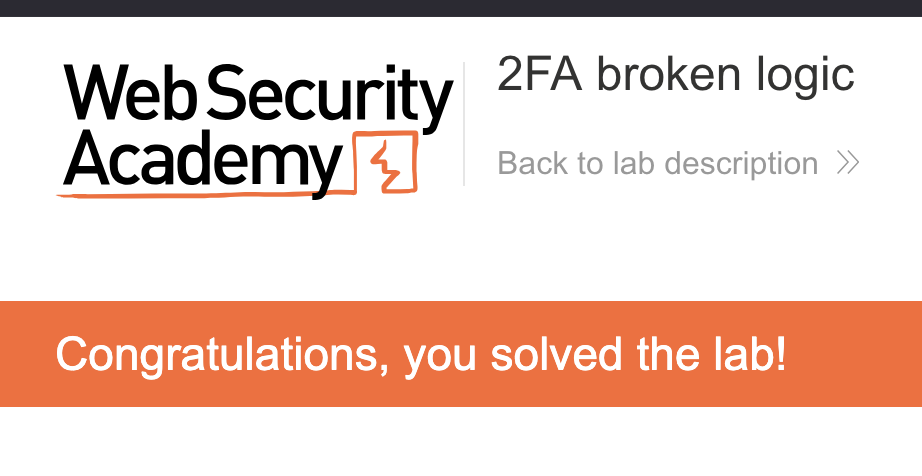 Web Security
Academy
2FA broken logic
Back to lab description
Congratulations, you solved the lab!